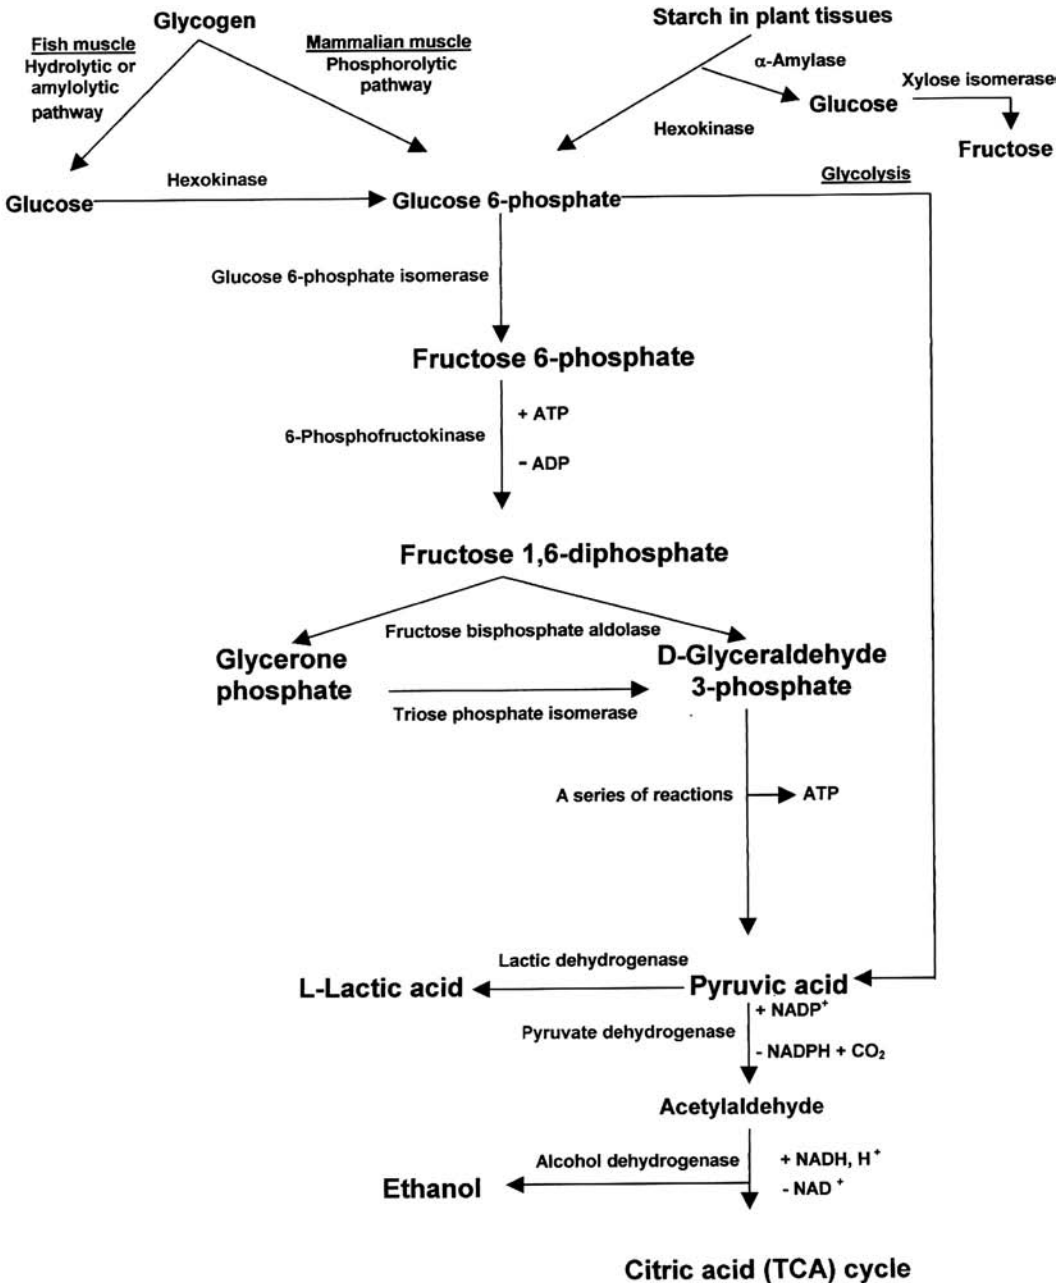 Glycogen
Starch in plant tissues
Fish muscle
Hydrolytic or
amylolytic
pathway
Mammalian muscle
Phosphorolytic
pathway
α-Amylase
Xylose isomerase
Glucose
Hexokinase
Fructose
Glycolysis
Hexokinase
Glucose
Glucose 6-phosphate
Glucose 6-phosphate isomerase
Fructose 6-phosphate
+ ATP
6-Phosphofructokinase
- ADP
Fructose 1,6-diphosphate
Fructose bisphosphate aldolase
Glycerone
phosphate
D-Glyceraldehyde
3-phosphate
Triose phosphate isomerase
A series of reactions
ATP
Lactic dehydrogenase
L-Lactic acid
Pyruvic acid
+ NADP⁺
Pyruvate dehydrogenase
- NADPH + CO₂
Acetylaldehyde
Alcohol dehydrogenase
+ NADH, H⁺
Ethanol
- NAD⁺
Citric acid (TCA) cycle